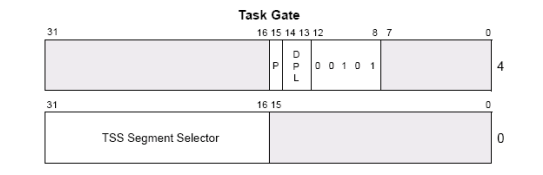 Task Gate
31 16 15 14 13 12 8 7 0
P D P L 0 0 1 0 1 4
31 16 15 0
TSS Segment Selector 0